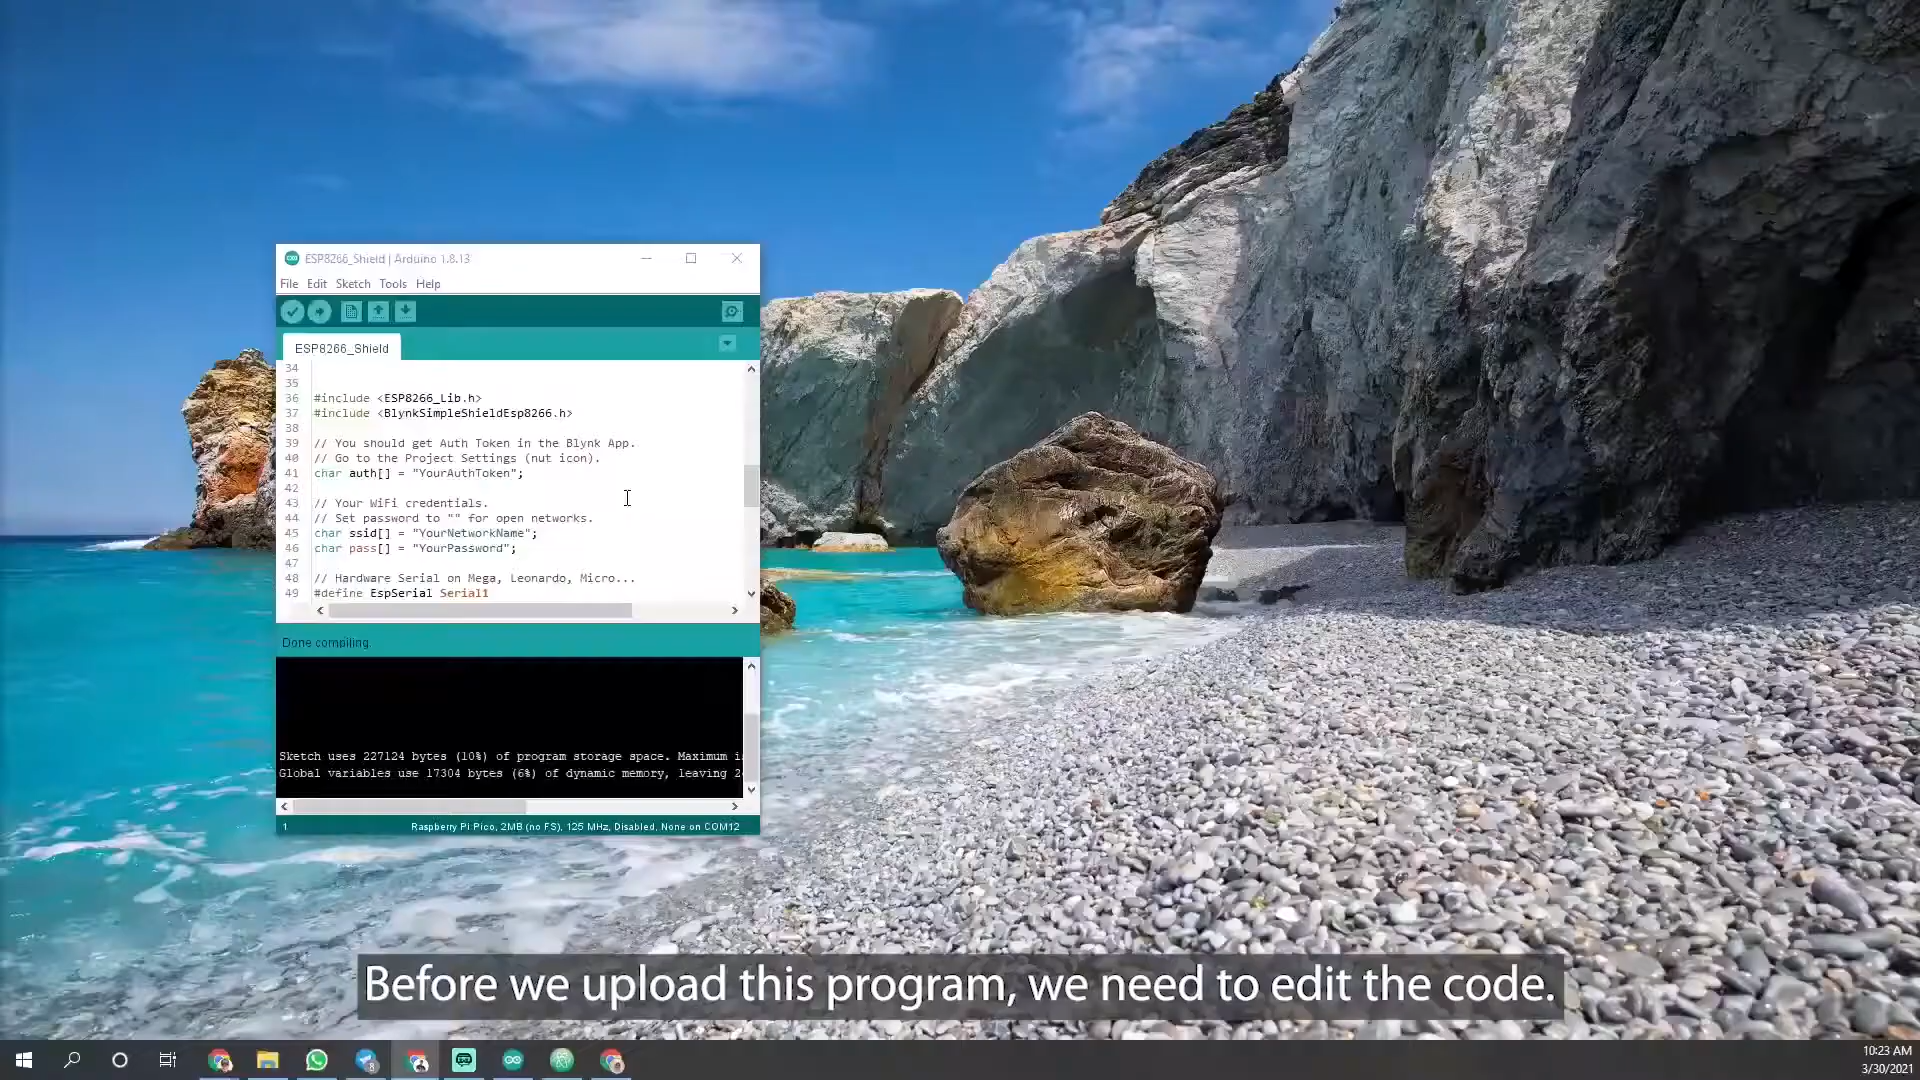 ESP8266_Shield | Arduino 1.8.13
File Edit Sketch Tools Help
ESP8266_Shield
34
35
36 #include <ESP8266_Lib.h>
37 #include <BlynkSimpleShieldEsp8266.h>
38
39 // You should get Auth Token in the Blynk App.
40 // Go to the Project Settings (nut icon).
41 char auth[] = "YourAuthToken";
42
43 // Your WiFi credentials.
44 // Set password to "" for open networks.
45 char ssid[] = "YourNetworkName";
46 char pass[] = "YourPassword";
47
48 // Hardware Serial on Mega, Leonardo, Micro...
49 #define EspSerial Serial1
Done compiling.
Sketch uses 227124 bytes (10%) of program storage space. Maximum i
Global variables use 17304 bytes (6%) of dynamic memory, leaving 2
1 Raspberry Pi Pico, 2MB (no FS), 125 MHz, Disabled, None on COM12
Before we upload this program, we need to edit the code.
8
10:23 AM
3/30/2021